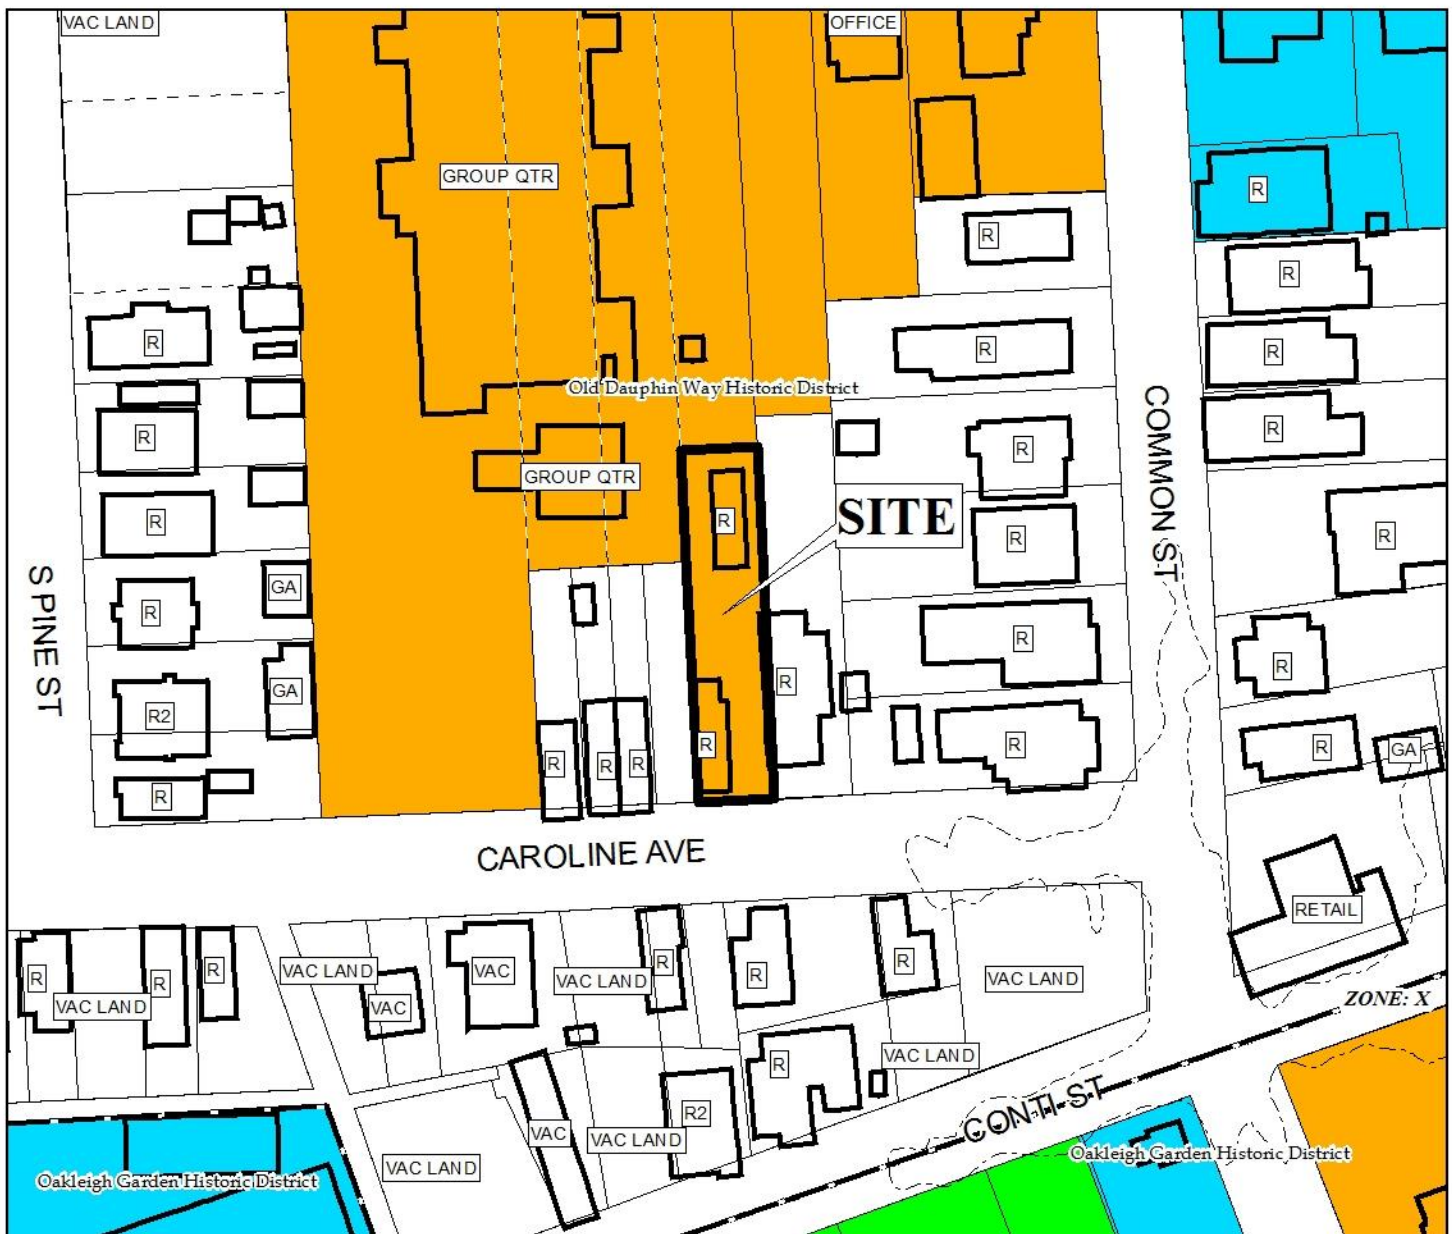 VAC LAND
OFFICE
GROUP QTR
R
R
R
R
R
R
R
Old Dauphin Way Historic District
COMMON ST
R
R
R
GROUP QTR
SITE
R
R
R
R
S PINE ST
GA
R
R
R
R
GA
R2
R
R
R
R
R
R
GA
R
CAROLINE AVE
RETAIL
R
VAC LAND
R
R
VAC LAND
VAC
VAC
VAC LAND
R
R
R
VAC LAND
ZONE: X
R
VAC LAND
CONTI ST
R2
VAC
VAC LAND
VAC LAND
Oakleigh Garden Historic District
Oakleigh Garden Historic District